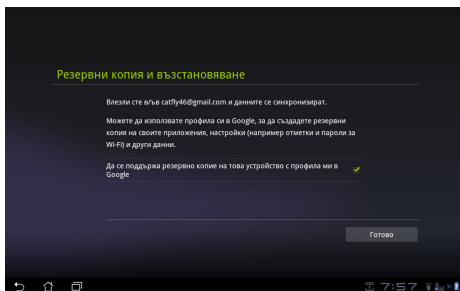 Резервни копия и възстановяване
Влезли сте в/във catfly46@gmail.com и данните се синхронизират.
Можете да използвате профила си в Google, за да създадете резервни
копия на своите приложения, настройки (например отметки и пароли за
Wi-Fi) и други данни.
Да се поддържа резервно копие на това устройство с профила ми в
Google
Готово
7:57